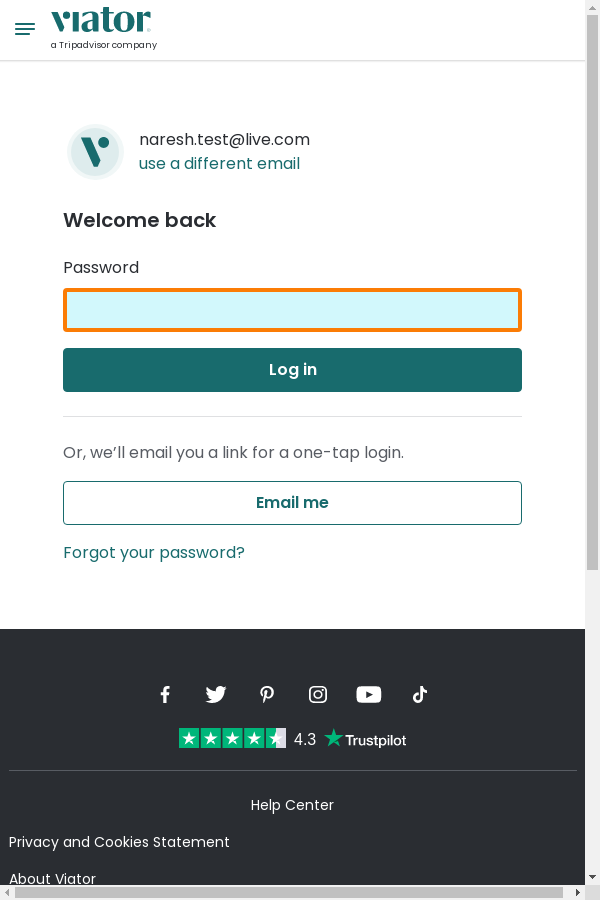 viator
a Tripadvisor company
naresh.test@live.com
use a different email
Welcome back
Password
Log in
Or, we’ll email you a link for a one-tap login.
Email me
Forgot your password?
4.3 Trustpilot
Help Center
Privacy and Cookies Statement
About Viator